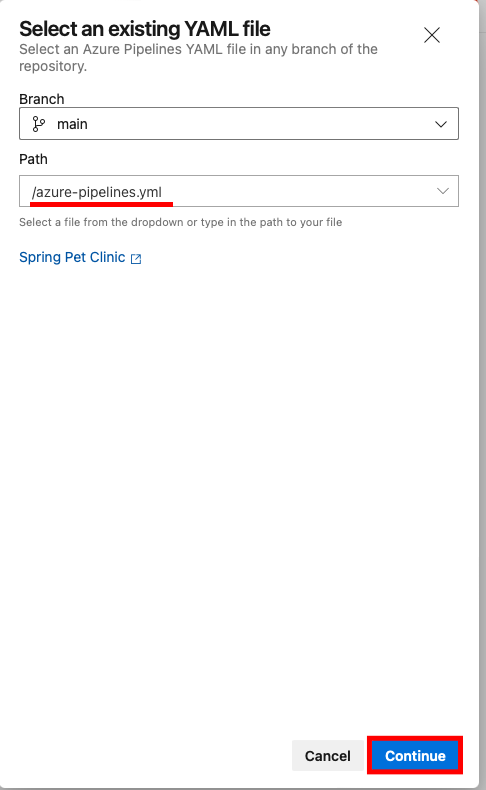 Select an existing YAML file
Select an Azure Pipelines YAML file in any branch of the
repository.
Branch
main
Path
/azure-pipelines.yml
Select a file from the dropdown or type in the path to your file
Spring Pet Clinic
Cancel
Continue